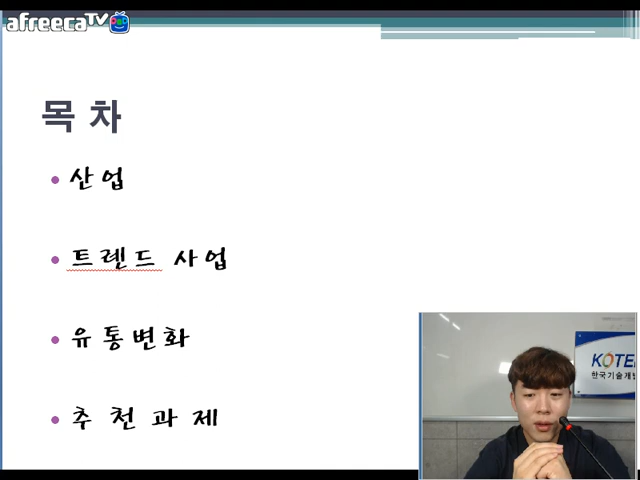 afreecaTV
목 차
산업
트렌드 사업
유통변화
추 천 과 제
KOTE
한국기술개발